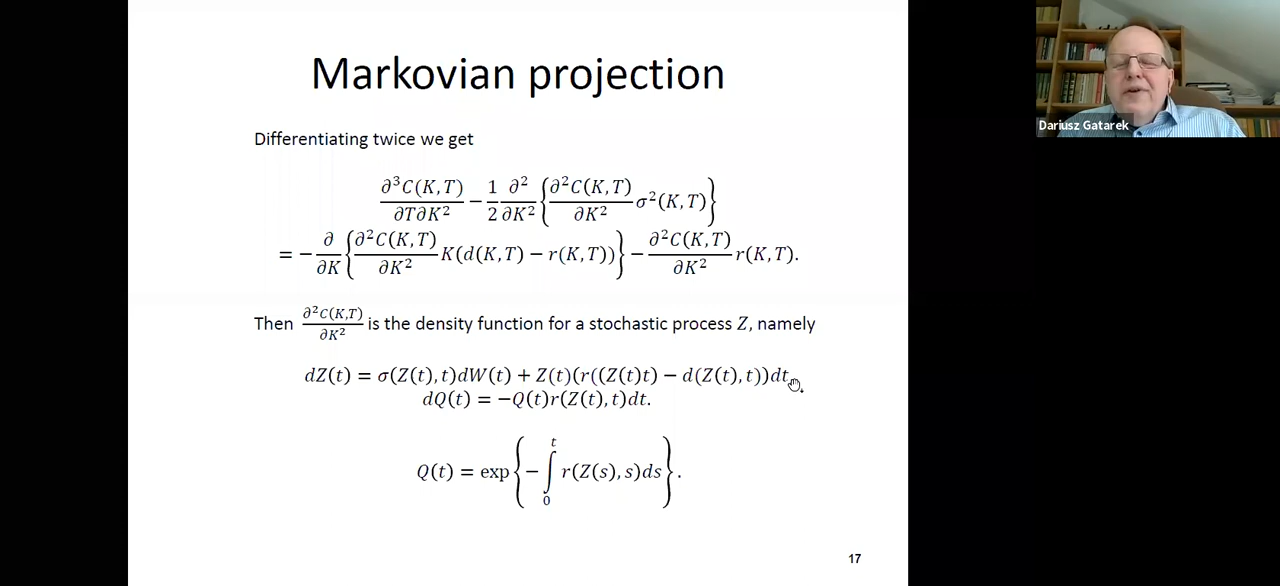 Markovian projection
Dariusz Gatarek
Differentiating twice we get
∂³C(K,T)/∂T∂K² − 1/2 ∂²/∂K² {∂²C(K,T)/∂K² σ²(K,T)}
= − ∂/∂K {∂²C(K,T)/∂K² K(d(K,T) − r(K,T))} − ∂²C(K,T)/∂K² r(K,T).
Then ∂²C(K,T)/∂K² is the density function for a stochastic process Z, namely
dZ(t) = σ(Z(t),t)dW(t) + Z(t)(r((Z(t)t) − d(Z(t),t))dt,
dQ(t) = −Q(t)r(Z(t),t)dt.
Q(t) = exp{−∫₀ᵗ r(Z(s),s)ds}.
17